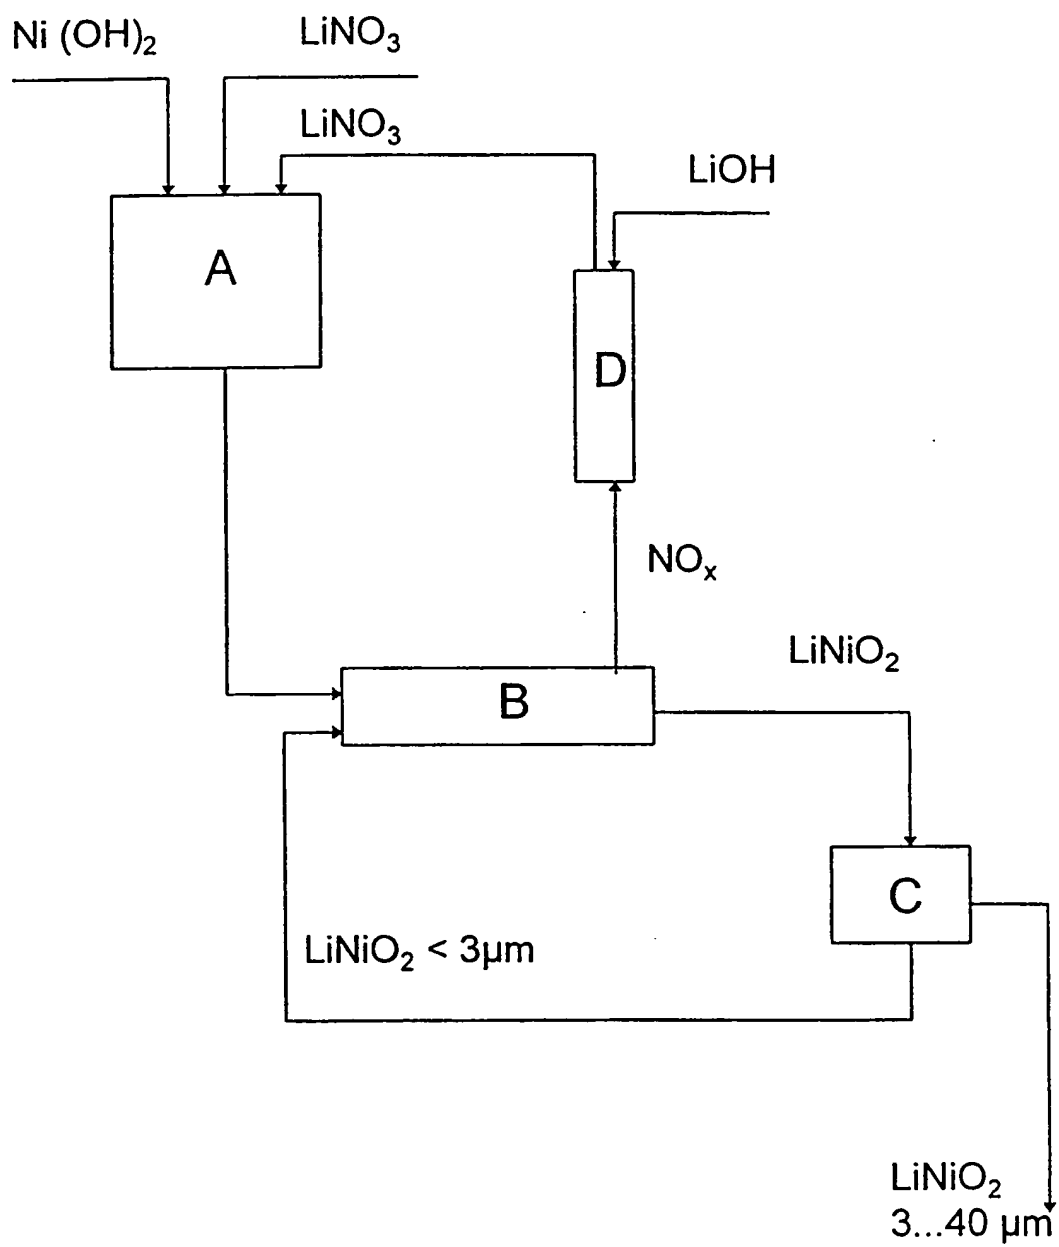 Ni (OH)₂
LiNO₃
LiNO₃
LiOH
A
D
NOₓ
LiNiO₂
B
C
LiNiO₂ < 3µm
LiNiO₂
3...40 µm